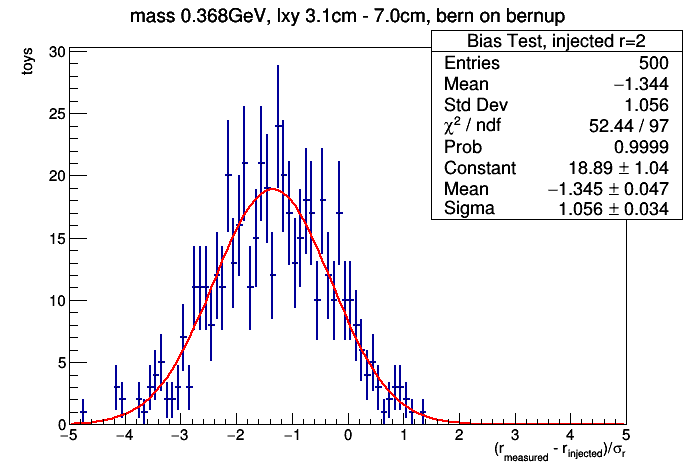 mass 0.368GeV, lxy 3.1cm - 7.0cm, bern on bernup
Bias Test, injected r=2
Entries 500
Mean −1.344
Std Dev 1.056
χ² / ndf 52.44 / 97
Prob 0.9999
Constant 18.89 ± 1.04
Mean −1.345 ± 0.047
Sigma 1.056 ± 0.034
toys
30
25
20
15
10
5
0
−5 −4 −3 −2 −1 0 1 2 3 4 5
(r_measured - r_injected)/σ_r